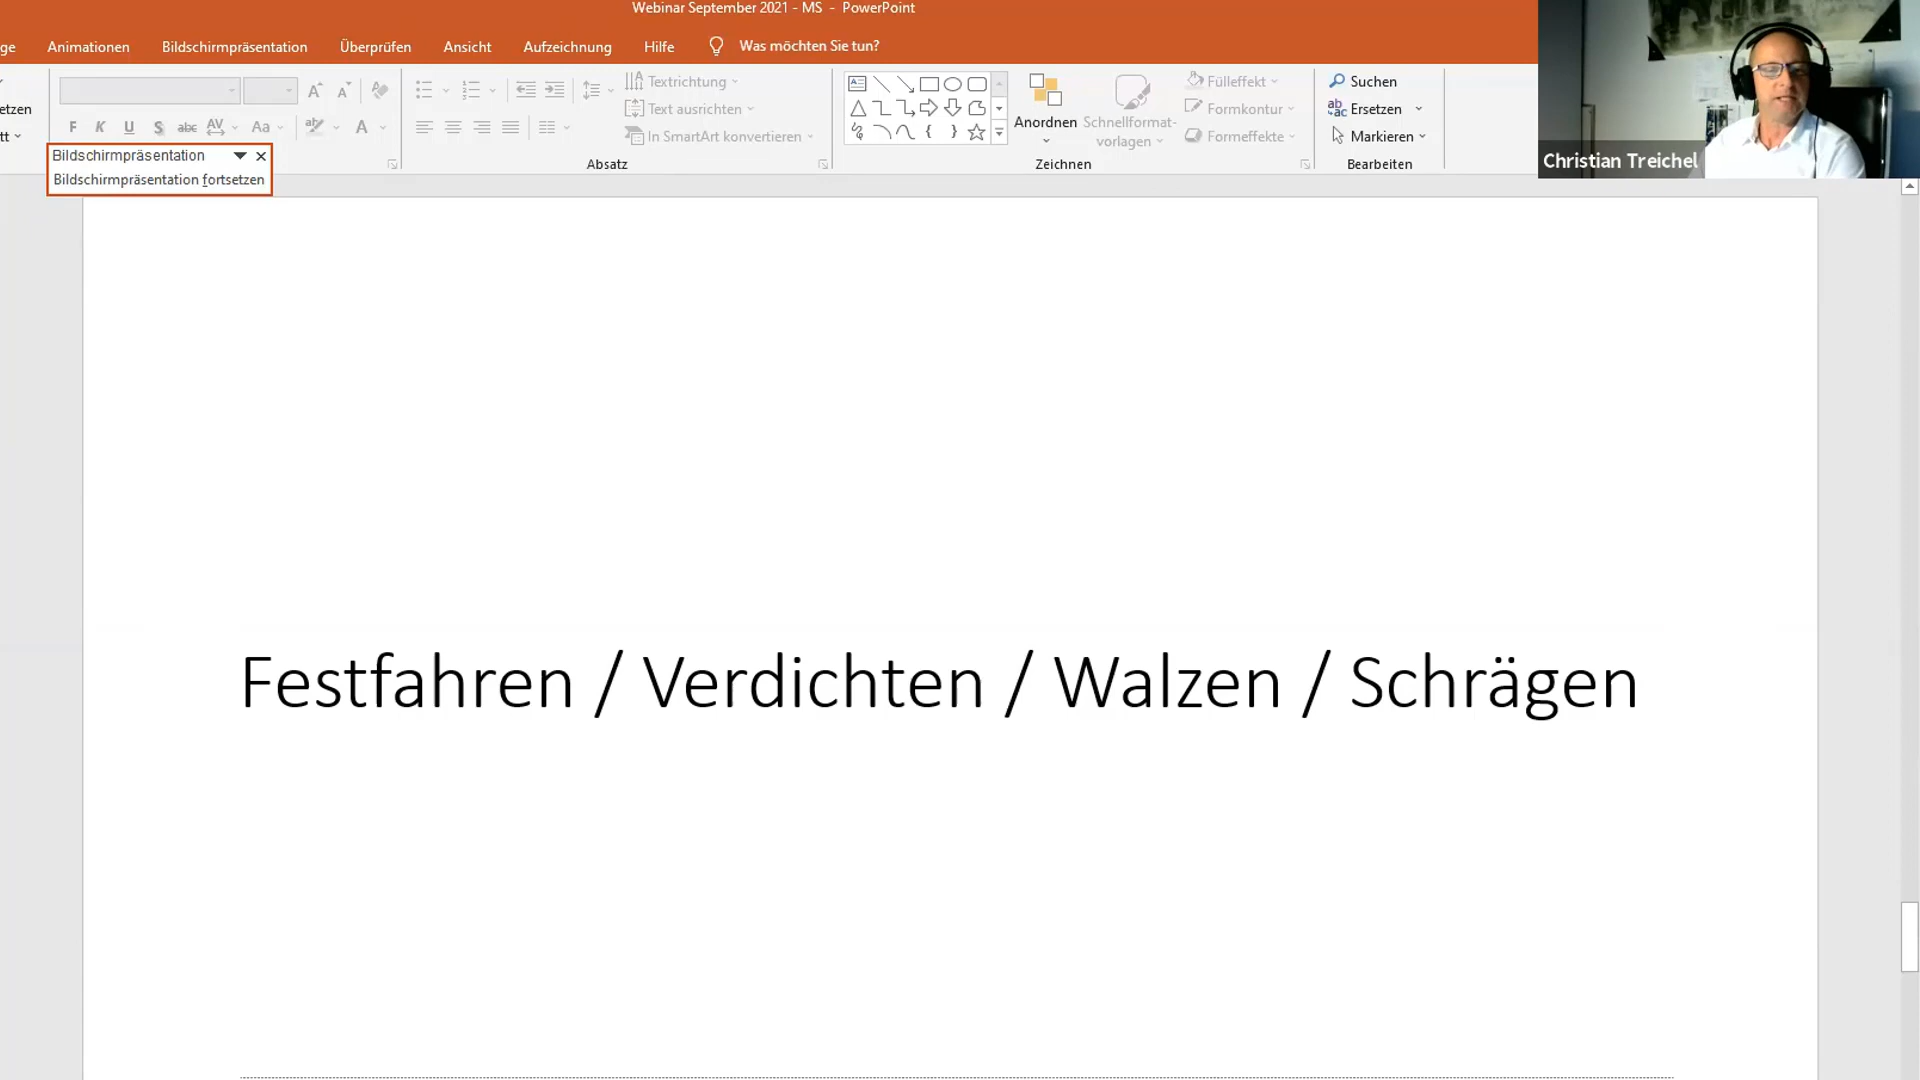 Webinar September 2021 - MS - PowerPoint
ge Animationen Bildschirmpräsentation Überprüfen Ansicht Aufzeichnung Hilfe Was möchten Sie tun?
etzen
tt
F K U S abc AV Aa A
Bildschirmpräsentation
Bildschirmpräsentation fortsetzen
Textrichtung
Text ausrichten
In SmartArt konvertieren
Absatz
Anordnen
Schnellformat-
vorlagen
Fülleffekt
Formkontur
Formeffekte
Zeichnen
Suchen
Ersetzen
Markieren
Bearbeiten
Christian Treichel
Festfahren / Verdichten / Walzen / Schrägen